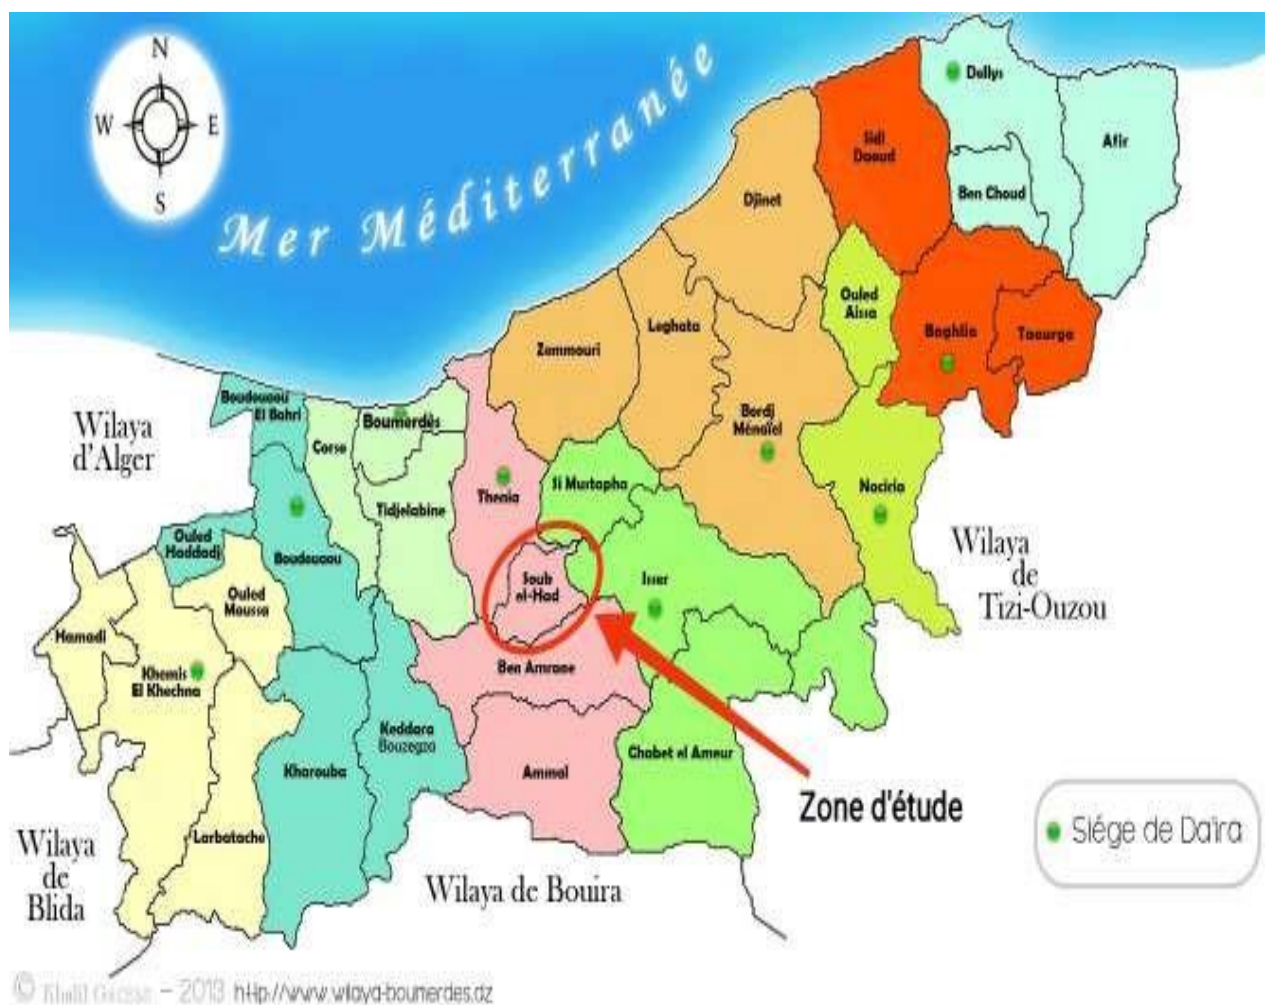 N
W E
S
Mer Méditerranée
Dellys
Afir
Sidi
Daoud
Ben Choud
Djinet
Ouled
Aissa
Baghlia
Taourga
Leghata
Zemmouri
Bordj
Ménaïel
Naciria
Wilaya
de
Tizi-Ouzou
Wilaya
d'Alger
Boudouaou
El Bahri
Corso
Boumerdès
Tidjelabine
Thenia
Si Mustapha
Souk
el-Had
Isser
Ouled
Haddadj
Boudouaou
Ouled
Moussa
Hamadi
Khemis
El Khechna
Ben Amrane
Keddara
Bouzegza
Kharouba
Ammal
Chabet el Ameur
Larbatache
Zone d'étude
Siége de Daïra
Wilaya
de
Blida
Wilaya de Bouira
© Khalil – 2013 http://www.wilaya-boumerdes.dz